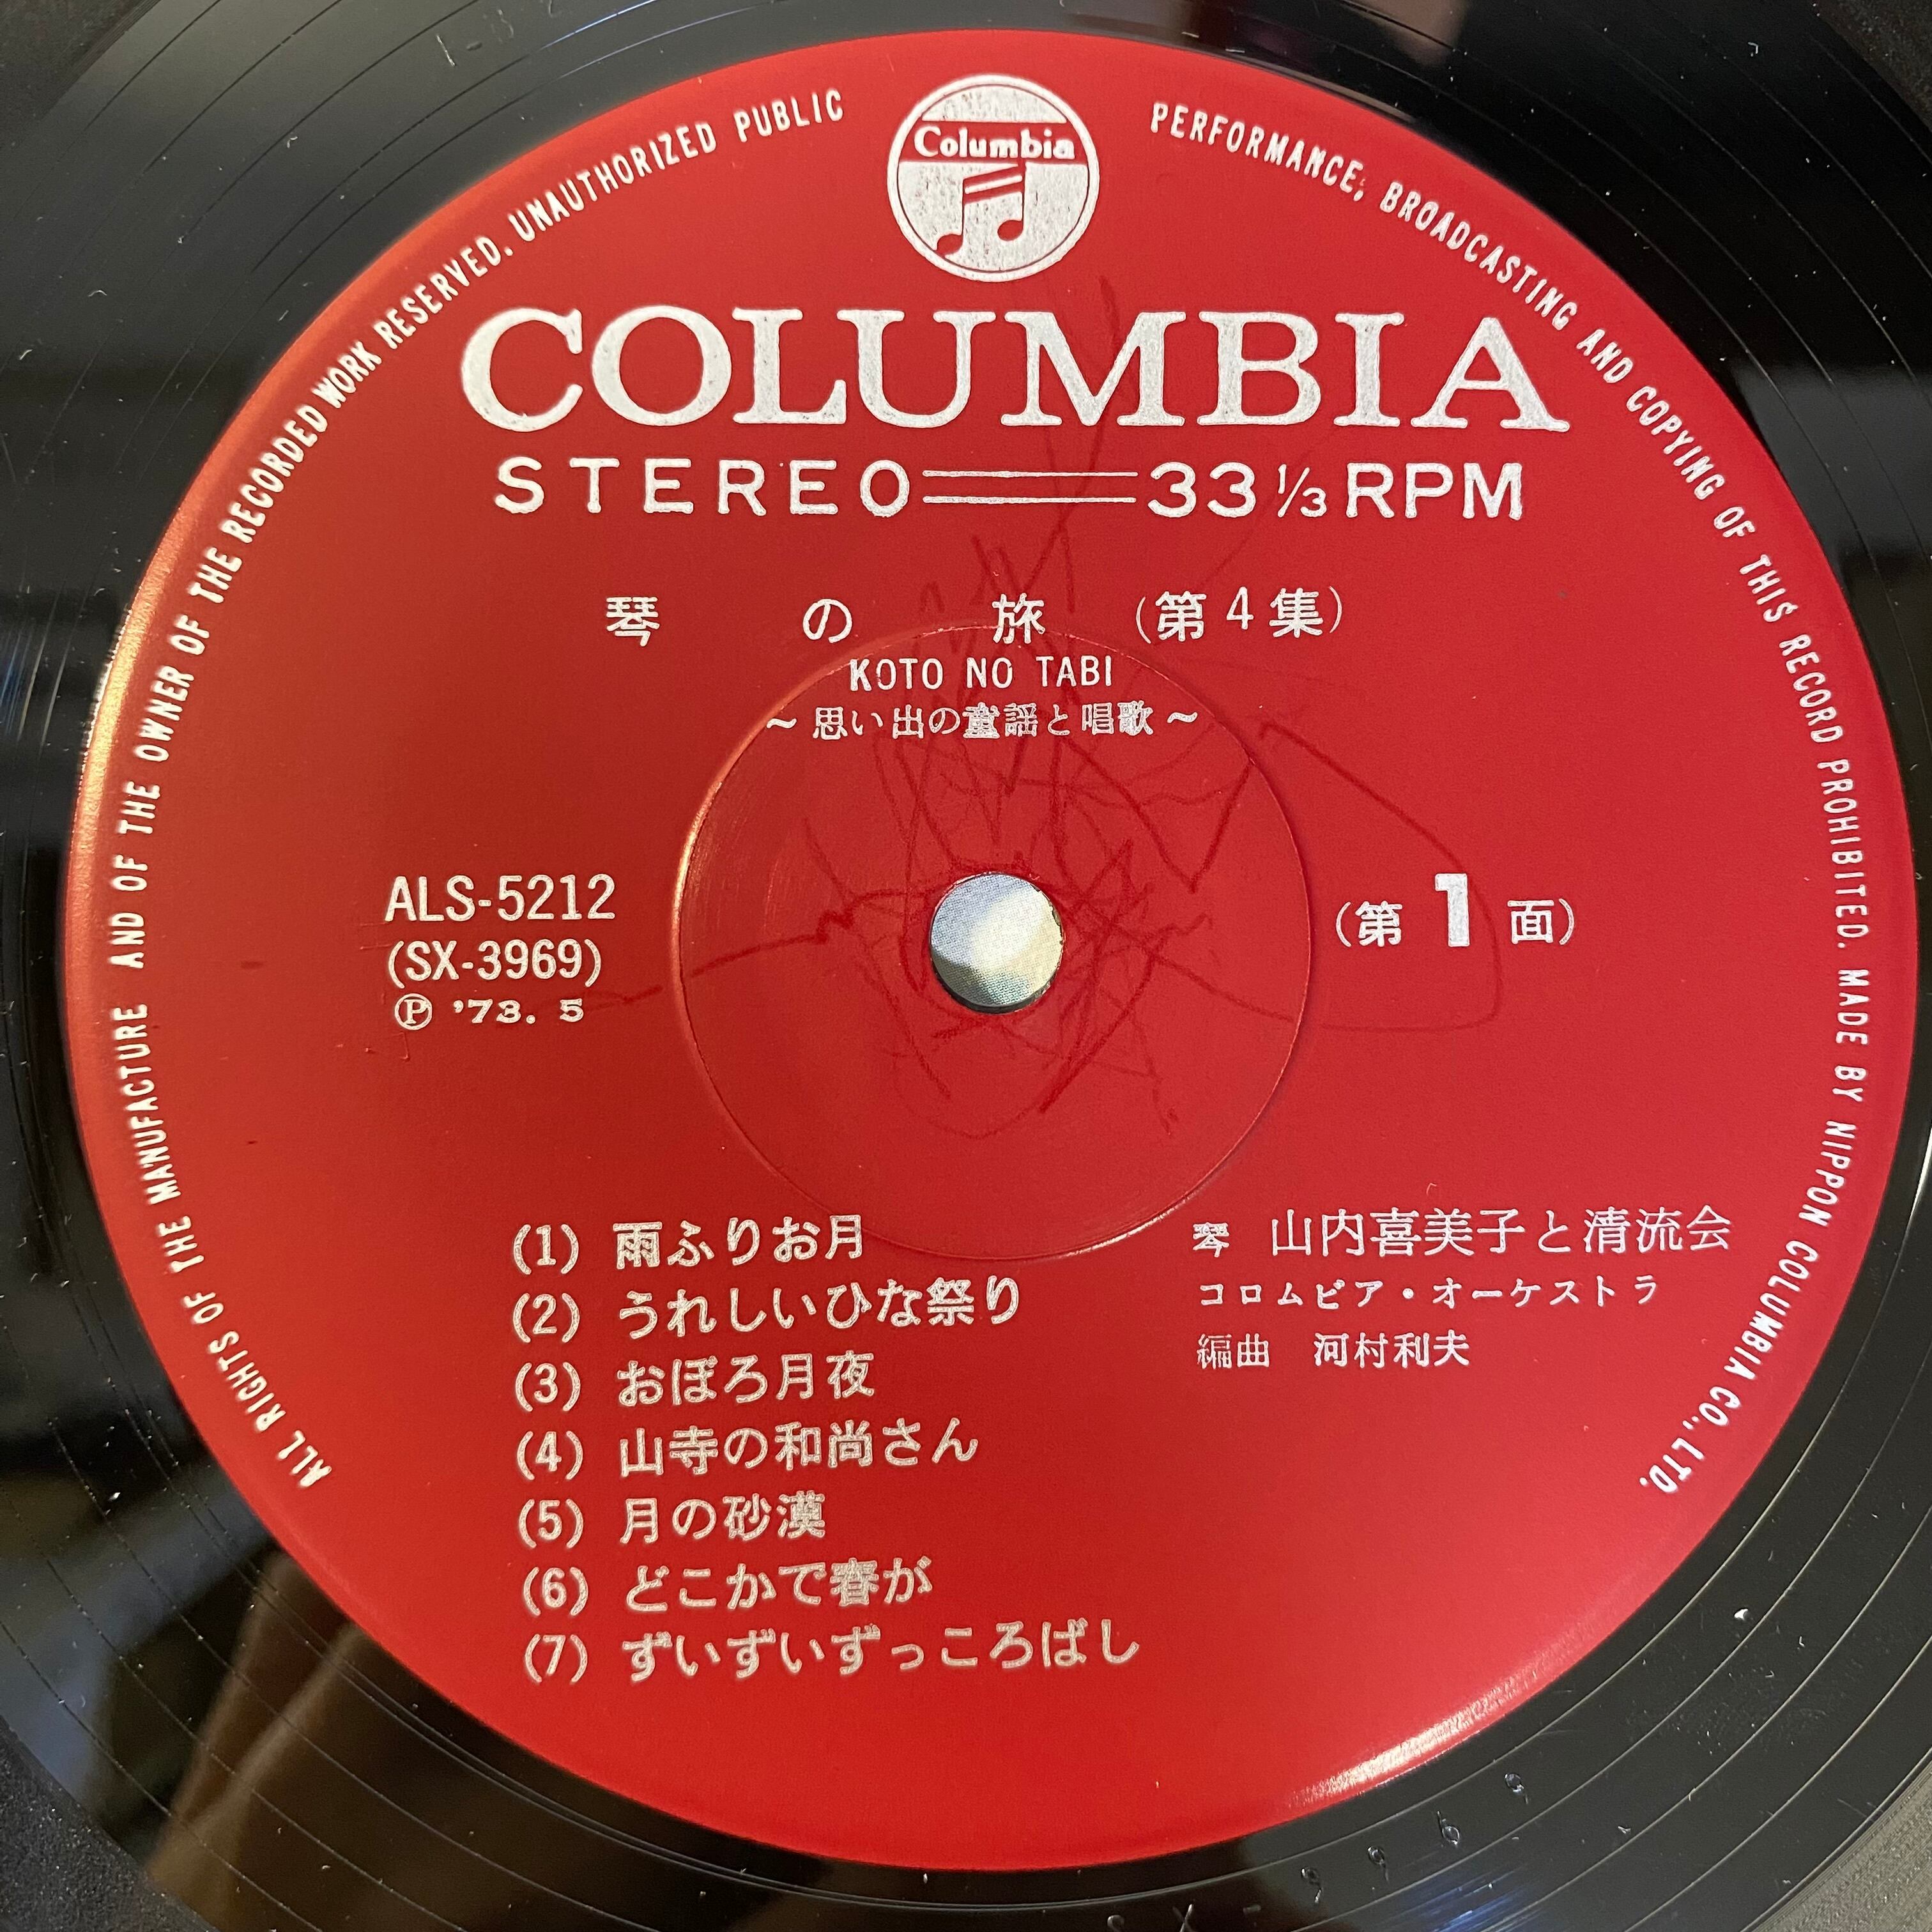 Columbia
ALL RIGHTS OF THE MANUFACTURE AND OF THE OWNER OF THE RECORDED WORK RESERVED. UNAUTHORIZED PUBLIC PERFORMANCE, BROADCASTING AND COPYING OF THIS RECORD PROHIBITED. MADE BY NIPPON COLUMBIA CO., LTD.
COLUMBIA
STEREO 33 1/3 RPM
琴の旅(第4集)
KOTO NO TABI
~思い出の童謡と唱歌~
ALS-5212
(SX-3969)
Ⓟ '73. 5
(第1面)
(1) 雨ふりお月
(2) うれしいひな祭り
(3) おぼろ月夜
(4) 山寺の和尚さん
(5) 月の砂漠
(6) どこかで春が
(7) ずいずいずっころばし
琴 山内喜美子と清流会
コロムビア・オーケストラ
編曲 河村利夫
SX-3969